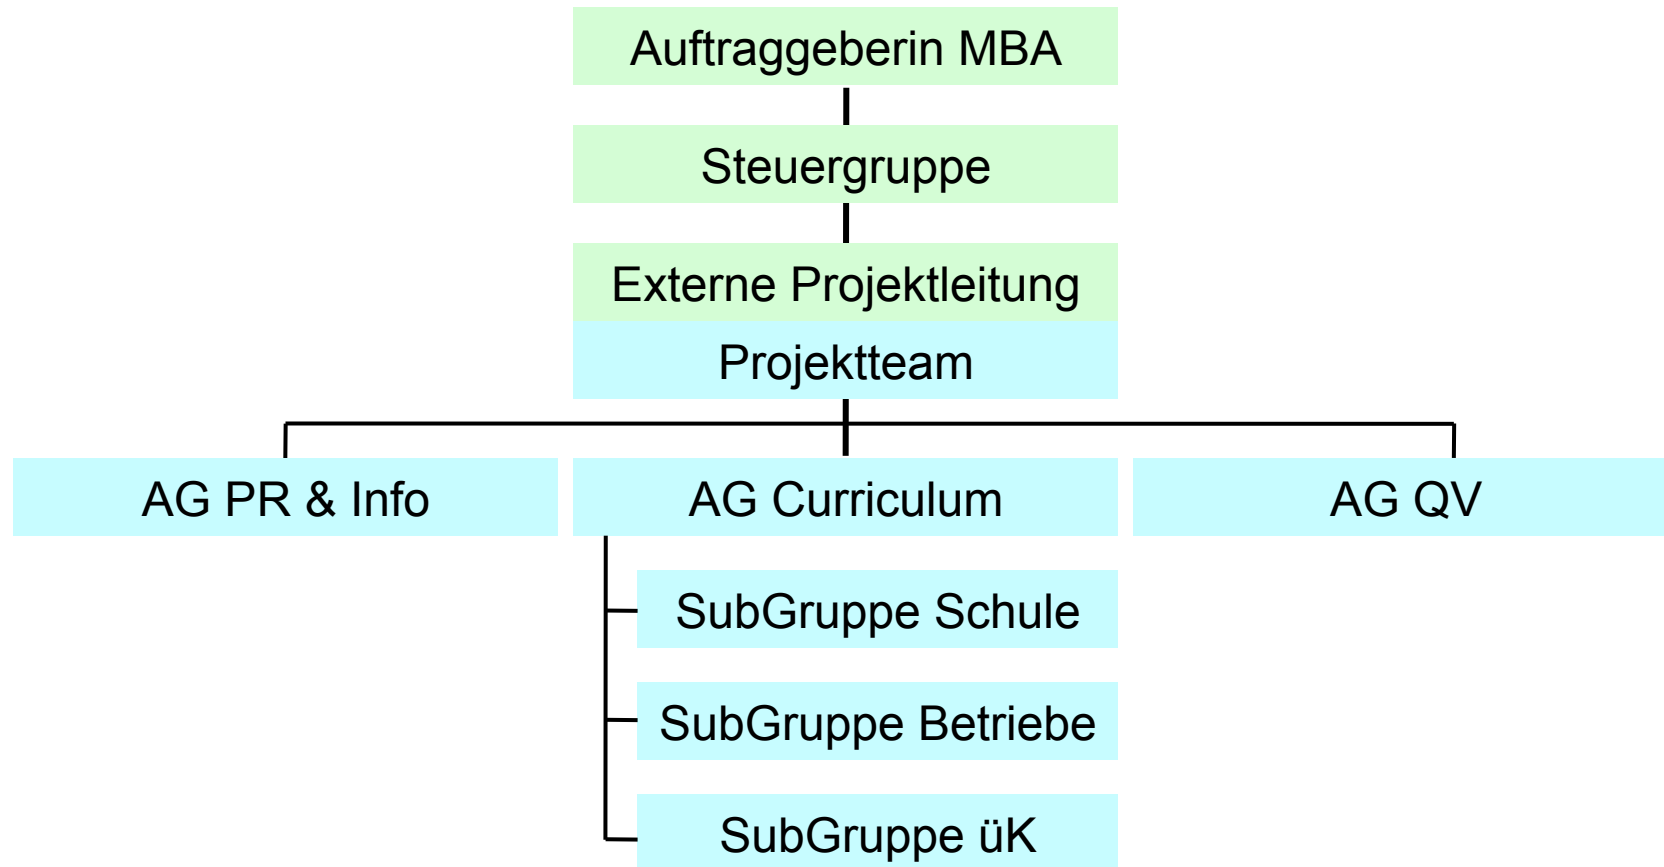 Auftraggeberin MBA
Steuergruppe
Externe Projektleitung
Projektteam
AG PR & Info
AG Curriculum
AG QV
SubGruppe Schule
SubGruppe Betriebe
SubGruppe üK